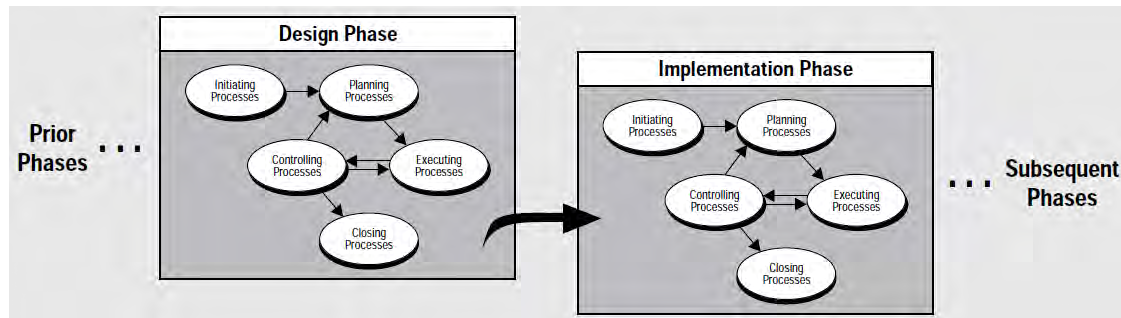 Prior
Phases
...
Design Phase
Initiating
Processes
Planning
Processes
Controlling
Processes
Executing
Processes
Closing
Processes
Implementation Phase
Initiating
Processes
Planning
Processes
Controlling
Processes
Executing
Processes
Closing
Processes
...
Subsequent
Phases